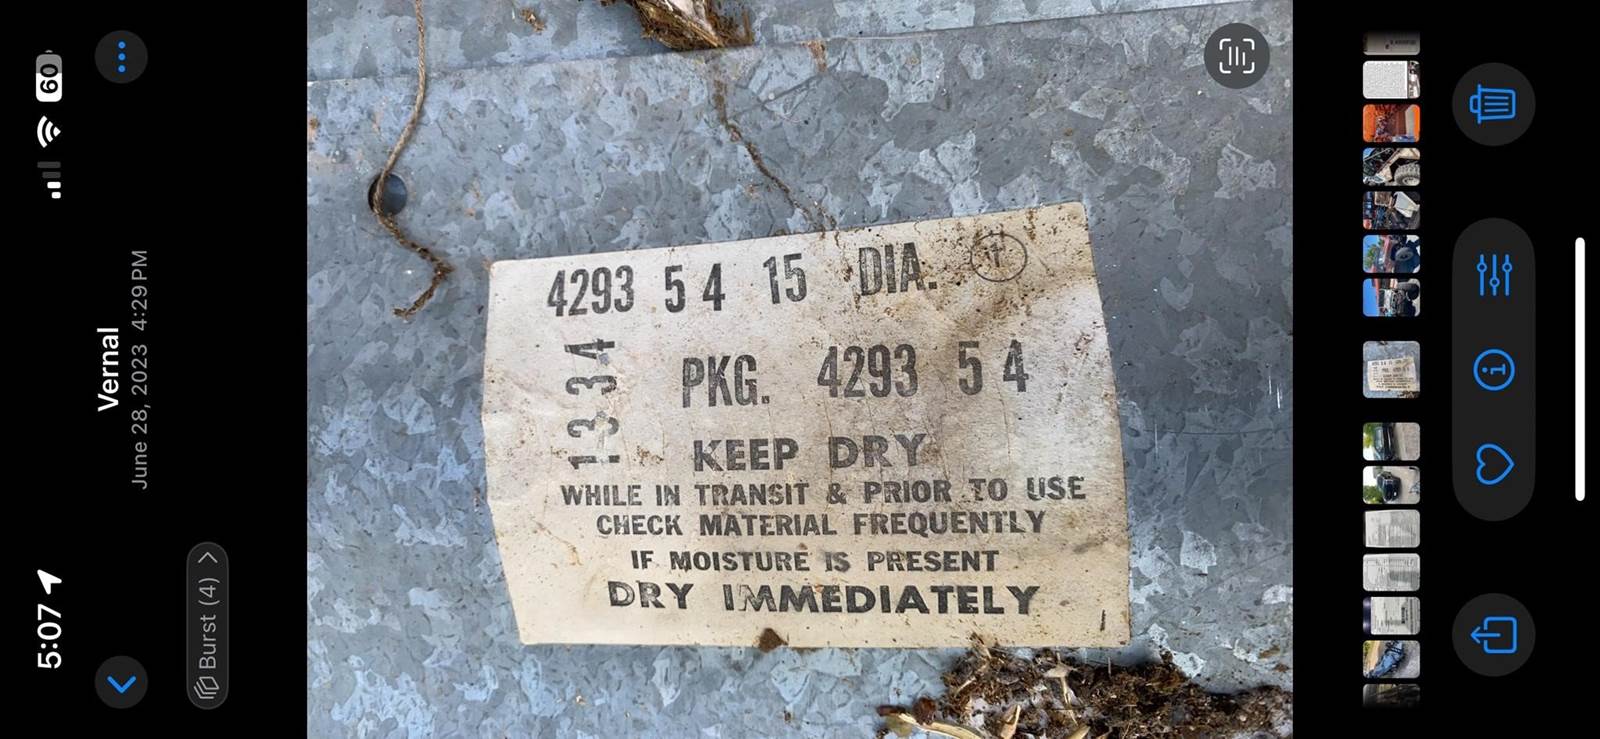 5:07
60
Vernal
June 28, 2023 4:29 PM
Burst (4)
4293 5 4 15 DIA. T
13 34
PKG. 4293 5 4
KEEP DRY
WHILE IN TRANSIT & PRIOR TO USE
CHECK MATERIAL FREQUENTLY
IF MOISTURE IS PRESENT
DRY IMMEDIATELY